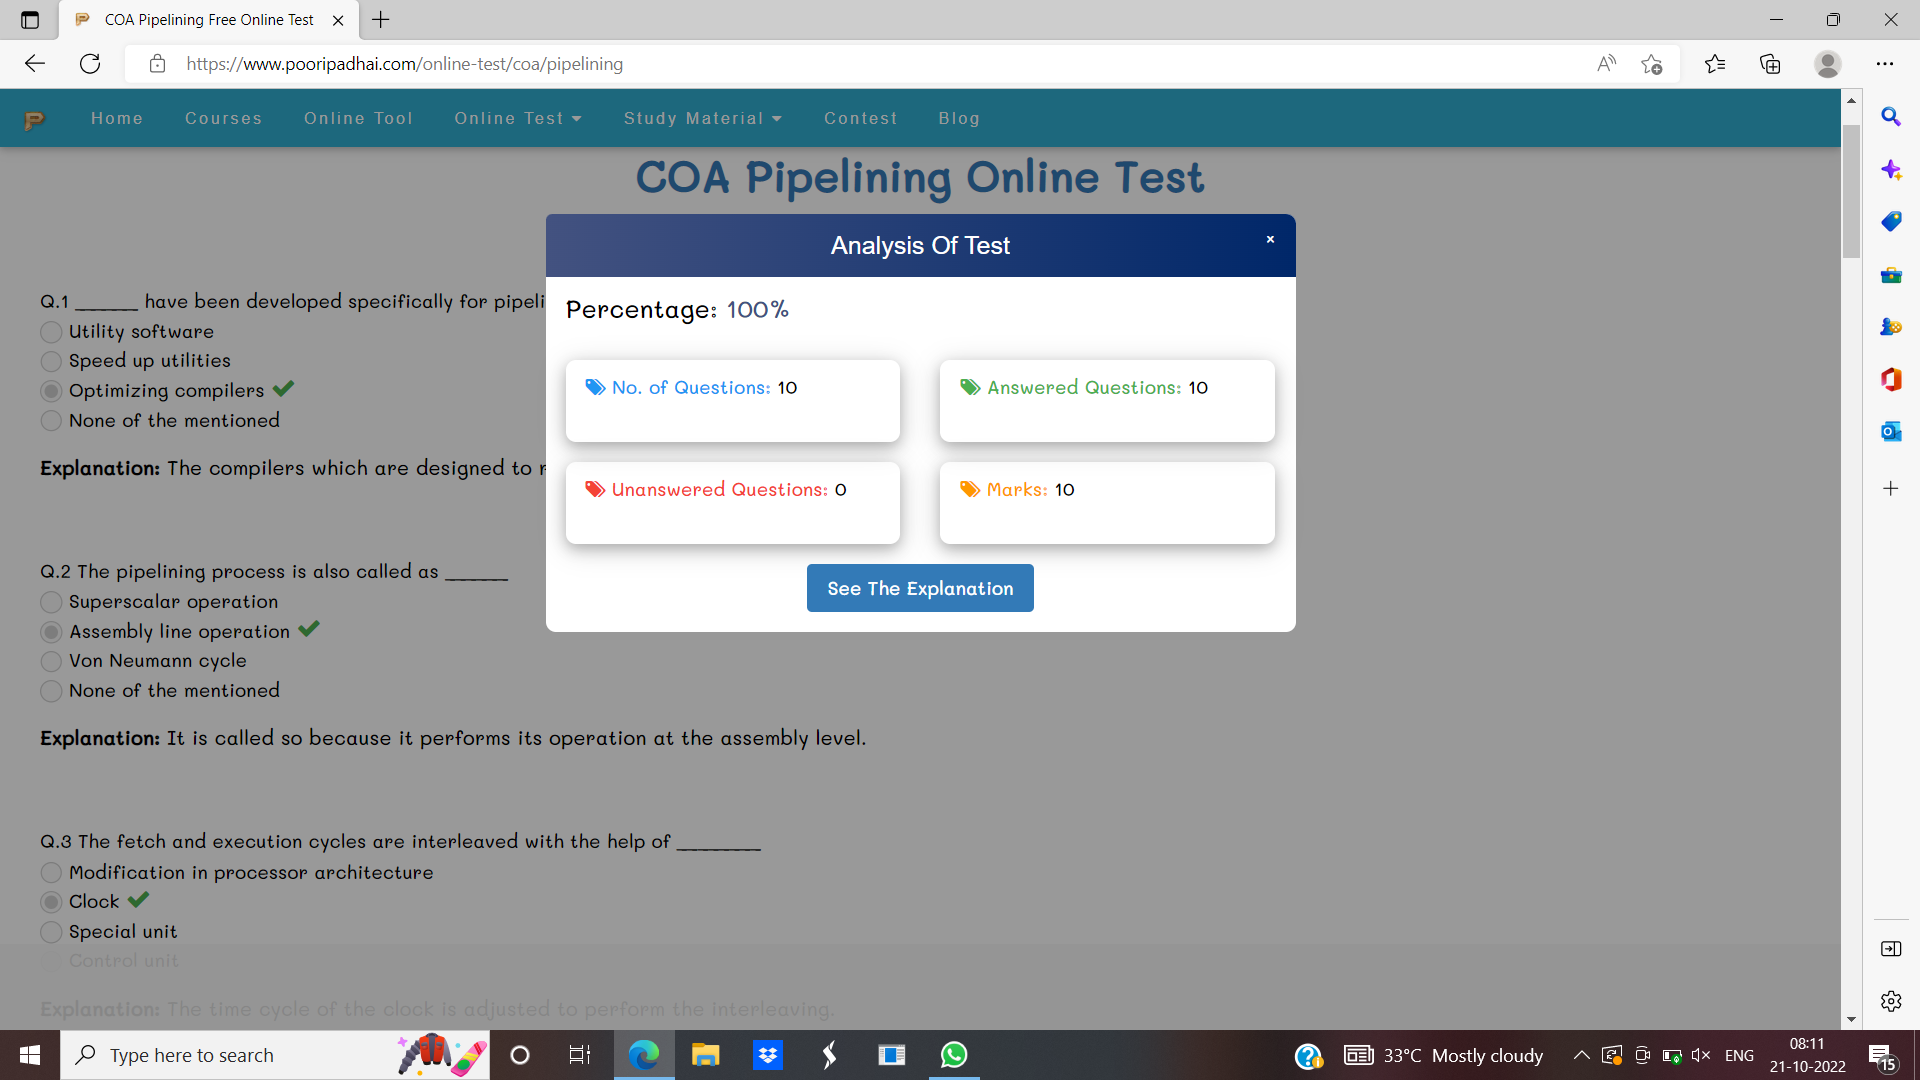 COA Pipelining Free Online Test
https://www.pooripadhai.com/online-test/coa/pipelining
Home Courses Online Tool Online Test Study Material Contest Blog
COA Pipelining Online Test
Analysis Of Test
×
Percentage: 100%
No. of Questions: 10
Answered Questions: 10
Unanswered Questions: 0
Marks: 10
See The Explanation
Q.1 ______ have been developed specifically for pipeli
Utility software
Speed up utilities
Optimizing compilers
None of the mentioned
Explanation: The compilers which are designed to r
Q.2 The pipelining process is also called as ______
Superscalar operation
Assembly line operation
Von Neumann cycle
None of the mentioned
Explanation: It is called so because it performs its operation at the assembly level.
Q.3 The fetch and execution cycles are interleaved with the help of ________
Modification in processor architecture
Clock
Special unit
Control unit
Explanation: The time cycle of the clock is adjusted to perform the interleaving.
Type here to search
33°C Mostly cloudy
ENG
08:11
21-10-2022
15